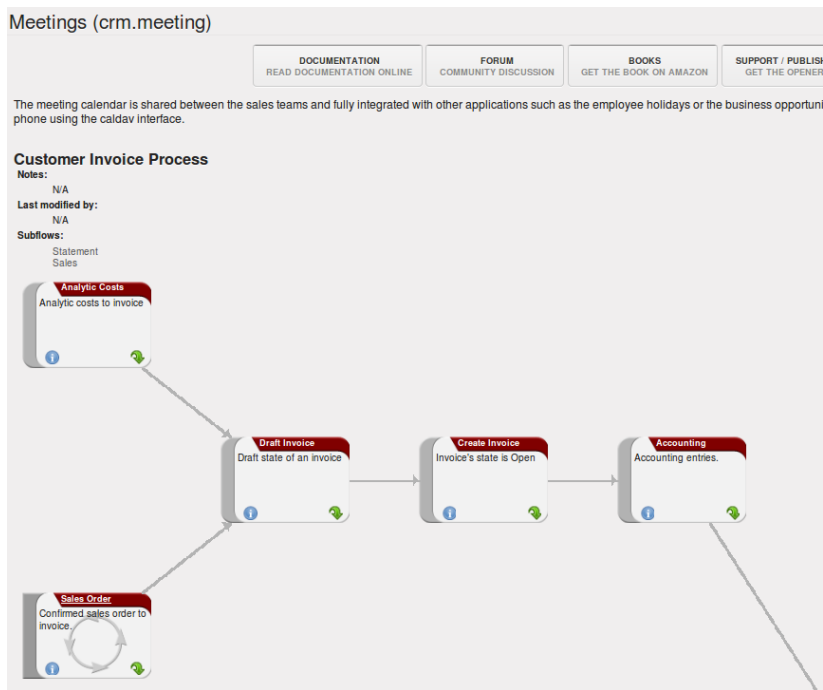 Meetings (crm.meeting)
DOCUMENTATION
READ DOCUMENTATION ONLINE
FORUM
COMMUNITY DISCUSSION
BOOKS
GET THE BOOK ON AMAZON
SUPPORT / PUBLISH
GET THE OPENER
The meeting calendar is shared between the sales teams and fully integrated with other applications such as the employee holidays or the business opportuni
phone using the caldav interface.
Customer Invoice Process
Notes:
N/A
Last modified by:
N/A
Subflows:
Statement
Sales
Analytic Costs
Analytic costs to invoice
Draft Invoice
Draft state of an invoice
Create Invoice
Invoice's state is Open
Accounting
Accounting entries.
Sales Order
Confirmed sales order to
invoice.